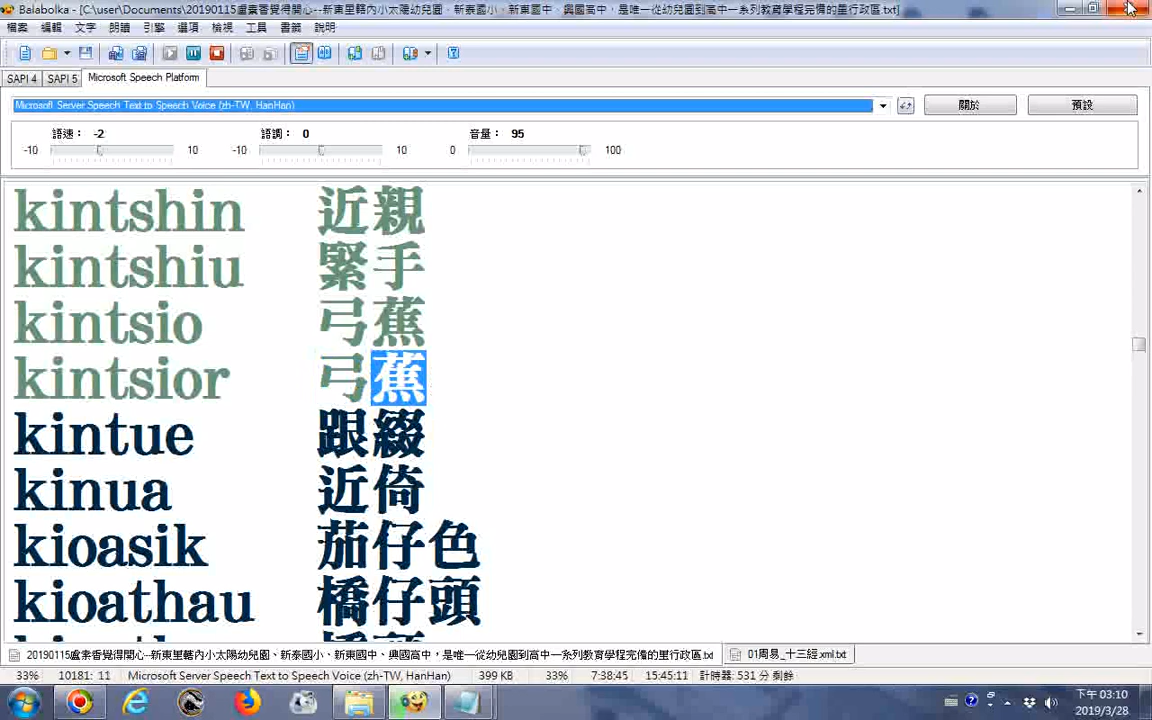 Balabolka - [C:\user\Documents\20190115盧素香覺得開心--新東里轄內小太陽幼兒園、新泰國小、新東國中、興國高中，是唯一從幼兒園到高中一系列教育學程完備的里行政區.txt]
檔案 編輯 文字 朗讀 引擎 選項 檢視 工具 書籤 說明
SAPI 4 SAPI 5 Microsoft Speech Platform
Microsoft Server Speech Text to Speech Voice (zh-TW, HanHan) 關於 預設
語速： -2 語調： 0 音量： 95
-10 10 -10 10 0 100
kintshin 近親
kintshiu 緊手
kintsio 弓蕉
kintsior 弓蕉
kintue 跟綴
kinua 近倚
kioasik 茄仔色
kioathau 橋仔頭
20190115盧素香覺得開心--新東里轄內小太陽幼兒園、新泰國小、新東國中、興國高中，是唯一從幼兒園到高中一系列教育學程完備的里行政區.txt 01周易_十三經.xml.txt
33% 10181: 11 Microsoft Server Speech Text to Speech Voice (zh-TW, HanHan) 399 KB 33% 7:38:45 15:45:11 計時器: 531 分 剩餘
下午 03:10
2019/3/28